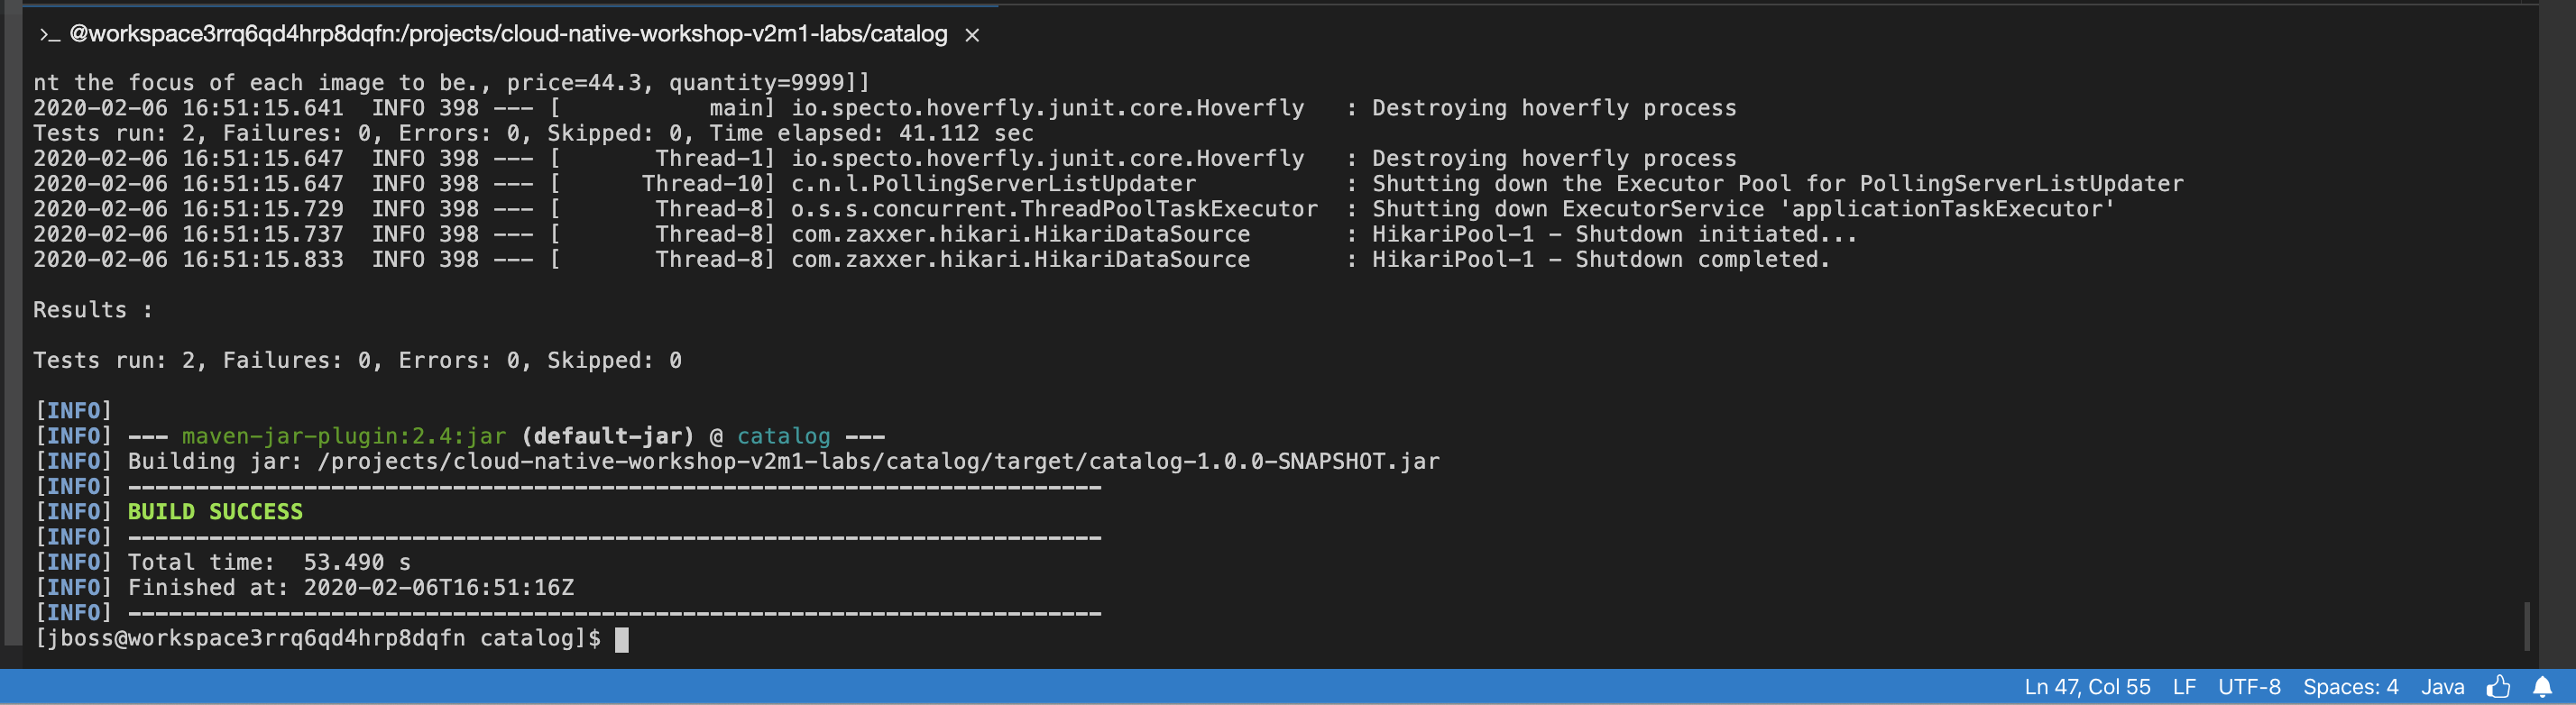 >_ @workspace3rrq6qd4hrp8dqfn:/projects/cloud-native-workshop-v2m1-labs/catalog ×
nt the focus of each image to be., price=44.3, quantity=9999]]
2020-02-06 16:51:15.641  INFO 398 --- [           main] io.specto.hoverfly.junit.core.Hoverfly   : Destroying hoverfly process
Tests run: 2, Failures: 0, Errors: 0, Skipped: 0, Time elapsed: 41.112 sec
2020-02-06 16:51:15.647  INFO 398 --- [       Thread-1] io.specto.hoverfly.junit.core.Hoverfly   : Destroying hoverfly process
2020-02-06 16:51:15.647  INFO 398 --- [      Thread-10] c.n.l.PollingServerListUpdater           : Shutting down the Executor Pool for PollingServerListUpdater
2020-02-06 16:51:15.729  INFO 398 --- [       Thread-8] o.s.s.concurrent.ThreadPoolTaskExecutor  : Shutting down ExecutorService 'applicationTaskExecutor'
2020-02-06 16:51:15.737  INFO 398 --- [       Thread-8] com.zaxxer.hikari.HikariDataSource       : HikariPool-1 - Shutdown initiated...
2020-02-06 16:51:15.833  INFO 398 --- [       Thread-8] com.zaxxer.hikari.HikariDataSource       : HikariPool-1 - Shutdown completed.
Results :
Tests run: 2, Failures: 0, Errors: 0, Skipped: 0
[INFO]
[INFO] --- maven-jar-plugin:2.4:jar (default-jar) @ catalog ---
[INFO] Building jar: /projects/cloud-native-workshop-v2m1-labs/catalog/target/catalog-1.0.0-SNAPSHOT.jar
[INFO] ------------------------------------------------------------------------
[INFO] BUILD SUCCESS
[INFO] ------------------------------------------------------------------------
[INFO] Total time:  53.490 s
[INFO] Finished at: 2020-02-06T16:51:16Z
[INFO] ------------------------------------------------------------------------
[jboss@workspace3rrq6qd4hrp8dqfn catalog]$
Ln 47, Col 55 LF UTF-8 Spaces: 4 Java